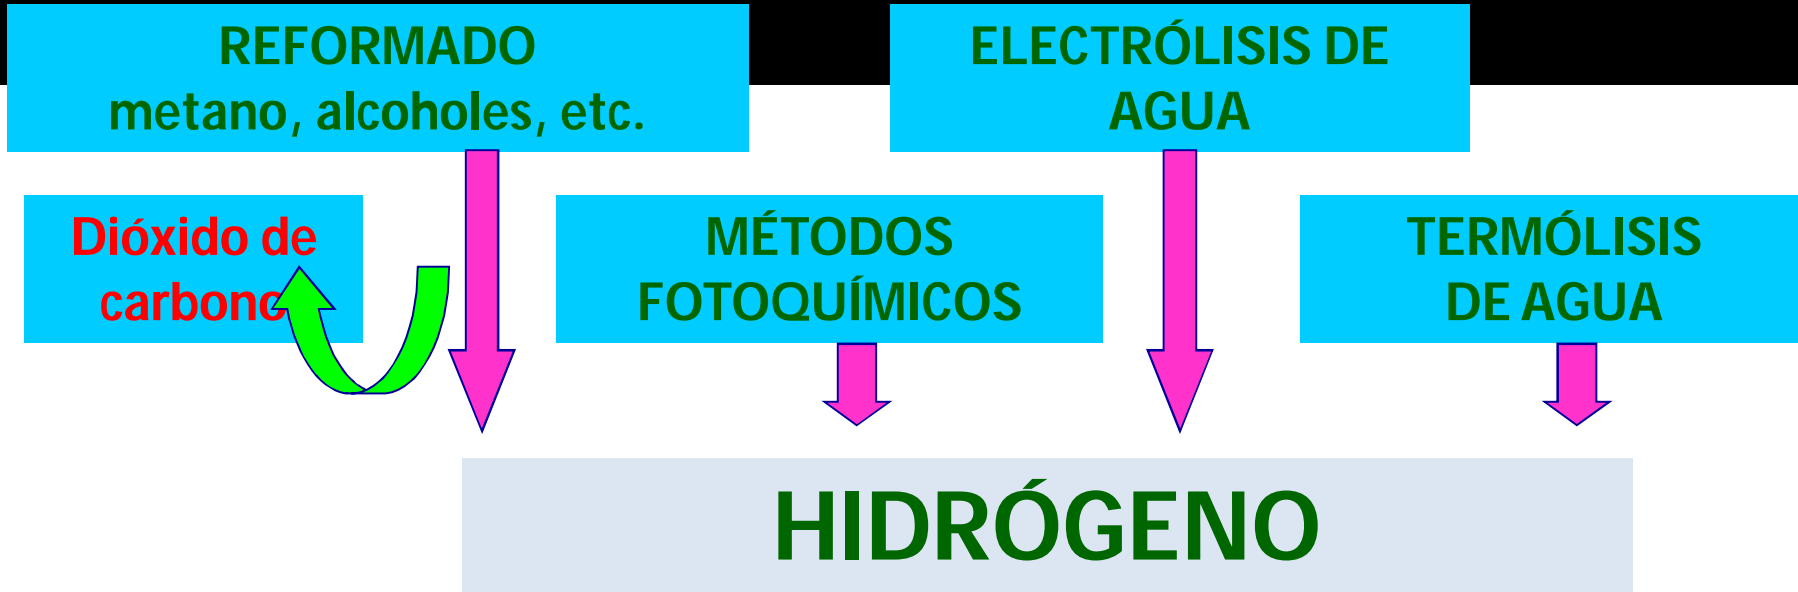 REFORMADO
metano, alcoholes, etc.
ELECTRÓLISIS DE
AGUA
Dióxido de
carbono
MÉTODOS
FOTOQUÍMICOS
TERMÓLISIS
DE AGUA
HIDRÓGENO